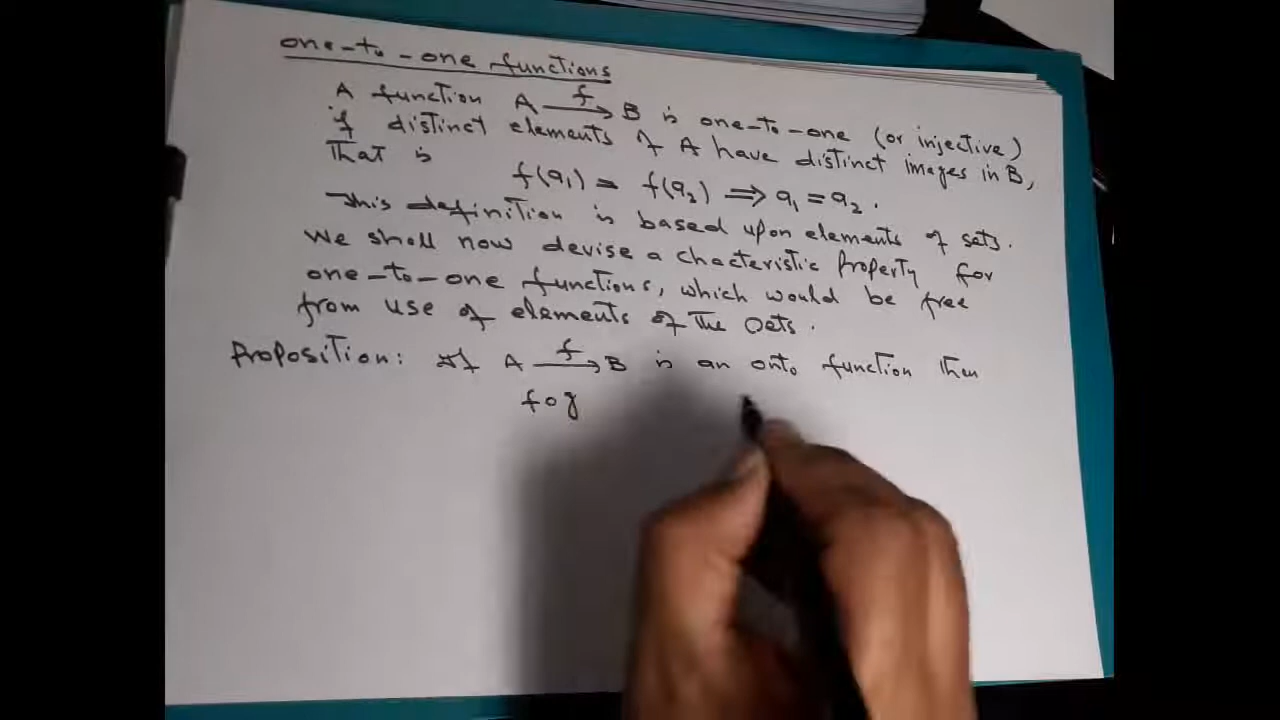 one-to-one functions
A function A —f→ B is one-to-one (or injective)
if distinct elements of A have distinct images in B,
That is
f(a₁) = f(a₂) ⟹ a₁ = a₂.
This definition is based upon elements of sets.
We shall now devise a chacteristic Property for
one-to-one functions, which would be free
from use of elements of The sets.
Proposition: If A —f→ B is an onto function then
fog